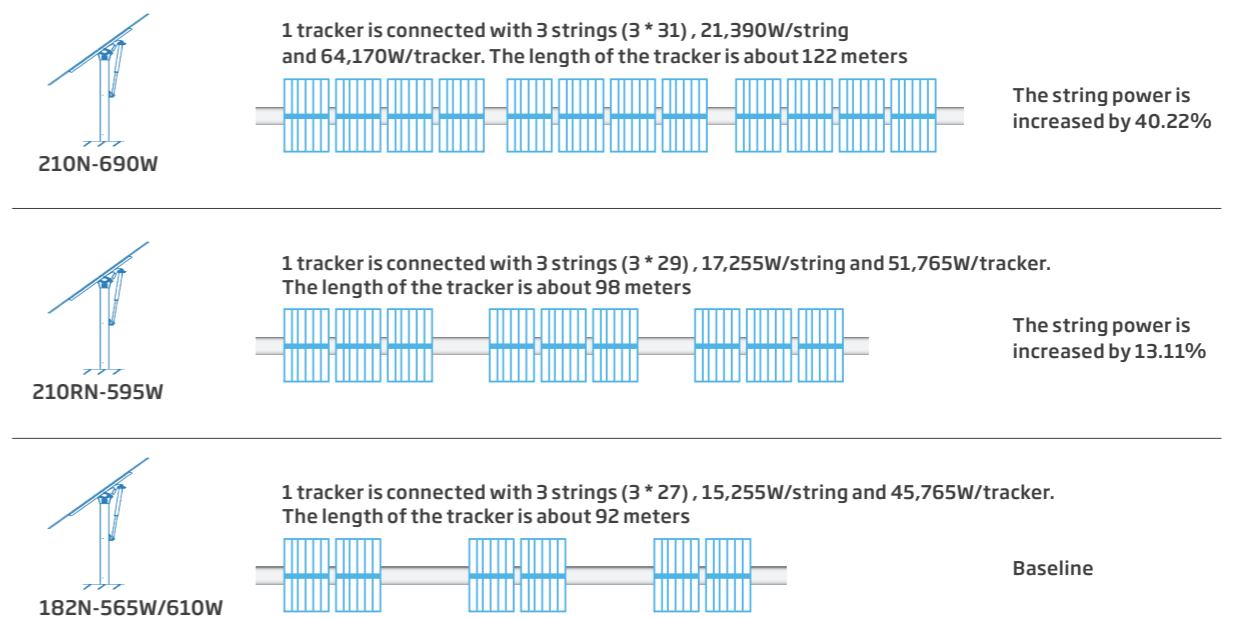 1 tracker is connected with 3 strings (3 * 31) , 21,390W/string
and 64,170W/tracker. The length of the tracker is about 122 meters
The string power is
increased by 40.22%
210N-690W
1 tracker is connected with 3 strings (3 * 29) , 17,255W/string and 51,765W/tracker.
The length of the tracker is about 98 meters
The string power is
increased by 13.11%
210RN-595W
1 tracker is connected with 3 strings (3 * 27) , 15,255W/string and 45,765W/tracker.
The length of the tracker is about 92 meters
Baseline
182N-565W/610W